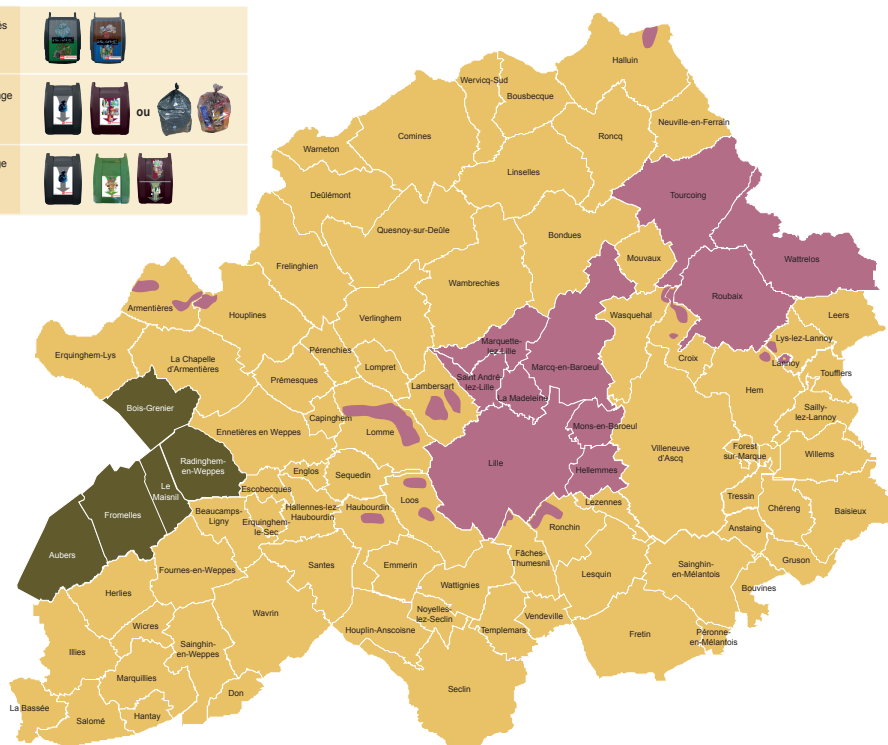 és
age
ou
ge
Halluin
Wervicq-Sud
Bousbecque
Neuville-en-Ferrain
Comines
Roncq
Warneton
Linselles
Deûlémont
Tourcoing
Quesnoy-sur-Deûle
Bondues
Mouvaux
Wattrelos
Frelinghien
Wambrechies
Roubaix
Armentières
Houplines
Verlinghem
Wasquehal
Leers
Erquinghem-Lys
La Chapelle
d'Armentières
Pérenchies
Marquette-
lez-Lille
Lys-lez-Lannoy
Croix
Lannoy
Lompret
Marcq-en-Baroeul
Toufflers
Prémesques
Lambersart
Saint André-
lez-Lille
La Madeleine
Hem
Bois-Grenier
Capinghem
Sailly-
lez-Lannoy
Ennetières en Weppes
Lomme
Mons-en-Baroeul
Villeneuve
d'Ascq
Forest
sur-Marque
Willems
Radinghem-
en-Weppes
Lille
Englos
Sequedin
Hellemmes
Le
Maisnil
Escobecques
Loos
Lezennes
Tressin
Chéreng
Baisieux
Fromelles
Beaucamps-
Ligny
Erquinghem-
le-Sec
Hallennes-lez-
Haubourdin
Haubourdin
Ronchin
Anstaing
Aubers
Fâches-
Thumesnil
Gruson
Fournes-en-Weppes
Santes
Emmerin
Lesquin
Sainghin-
en-Mélantois
Wattignies
Bouvines
Herlies
Wavrin
Noyelles-
lez-Seclin
Vendeville
Wicres
Houplin-Anscoisne
Templemars
Fretin
Péronne-
en-Mélantois
Illies
Sainghin-
en-Weppes
Marquillies
Seclin
Don
La Bassée
Salomé
Hantay